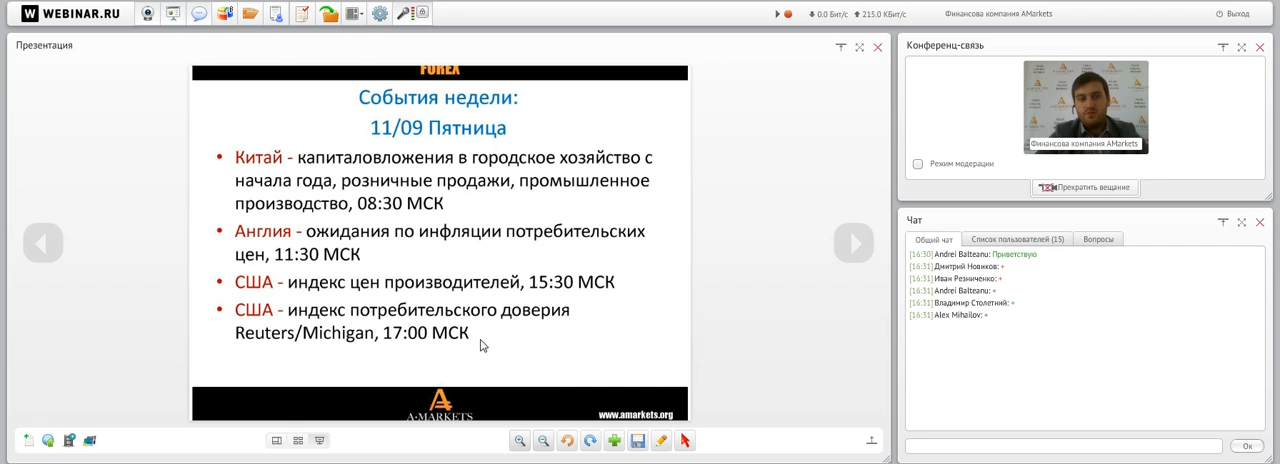 WEBINAR.RU
0.0 Бит/с
215.0 КБит/с
Финансова компания AMarkets
Выход
Презентация
FOREX
События недели:
11/09 Пятница
• Китай - капиталовложения в городское хозяйство с
начала года, розничные продажи, промышленное
производство, 08:30 МСК
• Англия - ожидания по инфляции потребительских
цен, 11:30 МСК
• США - индекс цен производителей, 15:30 МСК
• США - индекс потребительского доверия
Reuters/Michigan, 17:00 МСК
A·MARKETS
www.amarkets.org
Конференц-связь
Финансова компания AMarkets
Режим модерации
Прекратить вещание
Чат
Общий чат
Список пользователей (15)
Вопросы
[16:30] Andrei Balteanu: Приветствую
[16:31] Дмитрий Новиков: +
[16:31] Иван Резниченко: +
[16:31] Andrei Balteanu: +
[16:31] Владимир Столетний: +
[16:31] Alex Mihailov: +
Ок